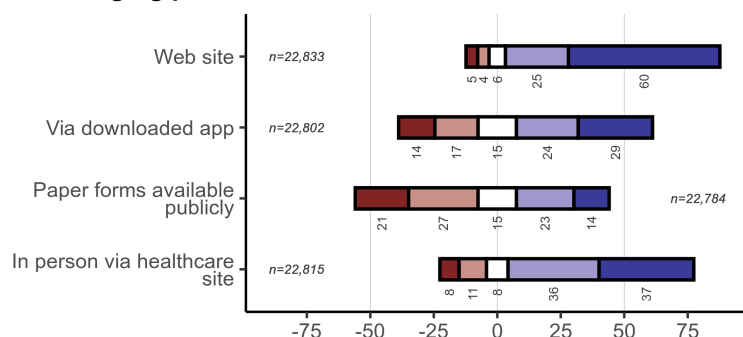 Web site
n=22,833
5 4 6 25 60
Via downloaded app
n=22,802
14 17 15 24 29
Paper forms available
publicly
n=22,784
21 27 15 23 14
In person via healthcare
site
n=22,815
8 11 8 36 37
-75 -50 -25 0 25 50 75